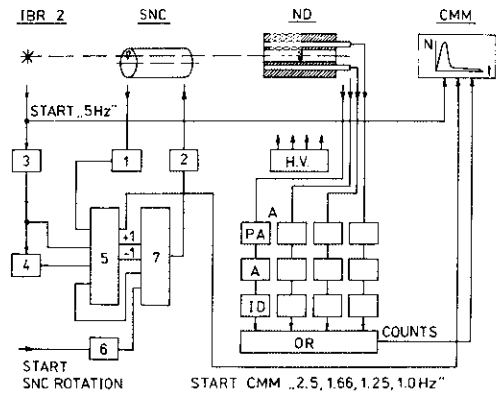 IBR 2 SNC ND CMM
N
t
START „5Hz"
3 1 2 H.V.
A
PA
+1
5 -1 7
4 A
ID
6 OR COUNTS
START
SNC ROTATION START CMM „2.5, 1.66, 1.25, 1.0 Hz"